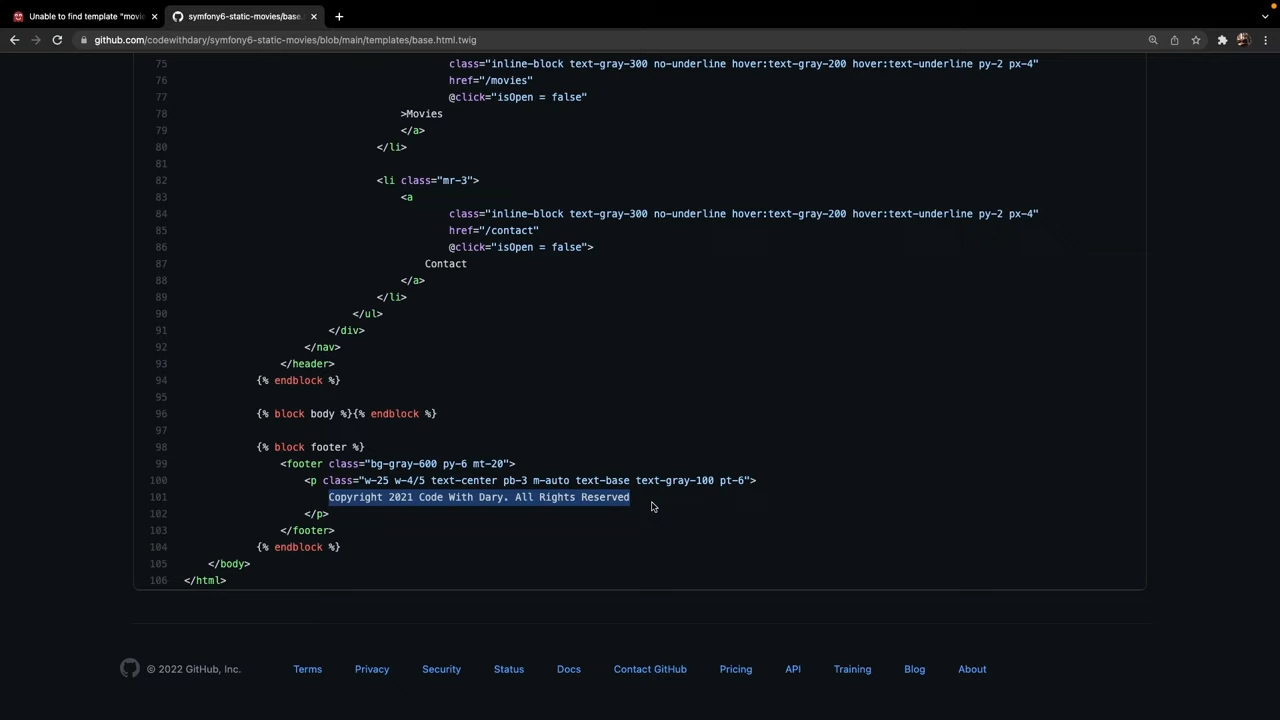 Unable to find template "movie
symfony6-static-movies/base.
github.com/codewithdary/symfony6-static-movies/blob/main/templates/base.html.twig
75 class="inline-block text-gray-300 no-underline hover:text-gray-200 hover:text-underline py-2 px-4"
76 href="/movies"
77 @click="isOpen = false"
78 >Movies
79 </a>
80 </li>
81
82 <li class="mr-3">
83 <a
84 class="inline-block text-gray-300 no-underline hover:text-gray-200 hover:text-underline py-2 px-4"
85 href="/contact"
86 @click="isOpen = false">
87 Contact
88 </a>
89 </li>
90 </ul>
91 </div>
92 </nav>
93 </header>
94 {% endblock %}
95
96 {% block body %}{% endblock %}
97
98 {% block footer %}
99 <footer class="bg-gray-600 py-6 mt-20">
100 <p class="w-25 w-4/5 text-center pb-3 m-auto text-base text-gray-100 pt-6">
101 Copyright 2021 Code With Dary. All Rights Reserved
102 </p>
103 </footer>
104 {% endblock %}
105 </body>
106 </html>
© 2022 GitHub, Inc. Terms Privacy Security Status Docs Contact GitHub Pricing API Training Blog About